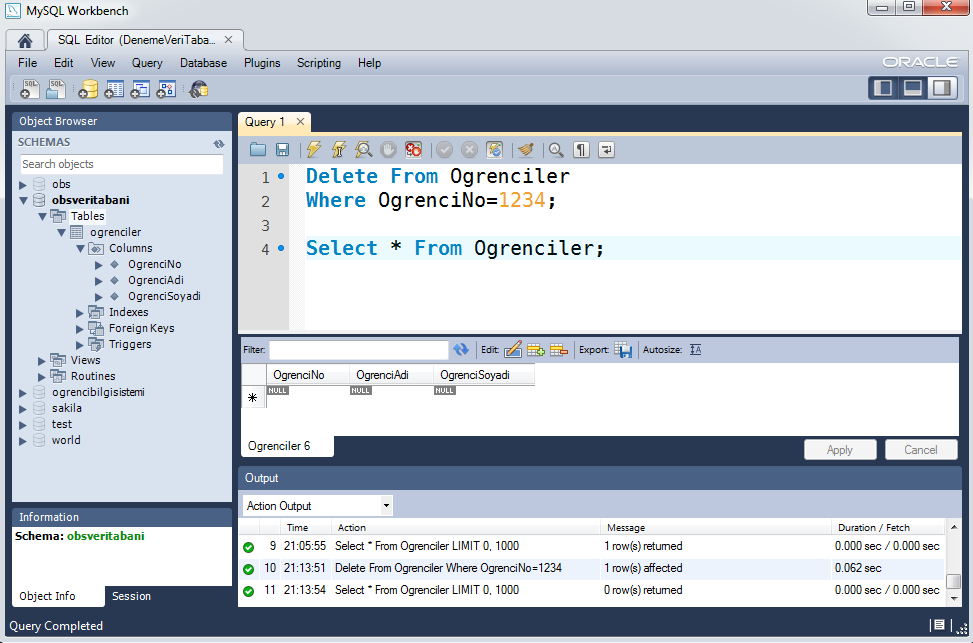 MySQL Workbench
SQL Editor (DenemeVeriTaba...
File Edit View Query Database Plugins Scripting Help
ORACLE
SQL SQL
Object Browser
SCHEMAS
Search objects
obs
obsveritabani
Tables
ogrenciler
Columns
OgrenciNo
OgrenciAdi
OgrenciSoyadi
Indexes
Foreign Keys
Triggers
Views
Routines
ogrencibilgisistemi
sakila
test
world
Information
Schema: obsveritabani
Object Info Session
Query 1
1 Delete From Ogrenciler
2 Where OgrenciNo=1234;
3
4 Select * From Ogrenciler;
Filter: Edit: Export: Autosize:
OgrenciNo OgrenciAdi OgrenciSoyadi
* NULL NULL NULL
Ogrenciler 6
Apply Cancel
Output
Action Output
Time Action Message Duration / Fetch
9 21:05:55 Select * From Ogrenciler LIMIT 0, 1000 1 row(s) returned 0.000 sec / 0.000 sec
10 21:13:51 Delete From Ogrenciler Where OgrenciNo=1234 1 row(s) affected 0.062 sec
11 21:13:54 Select * From Ogrenciler LIMIT 0, 1000 0 row(s) returned 0.000 sec / 0.000 sec
Query Completed